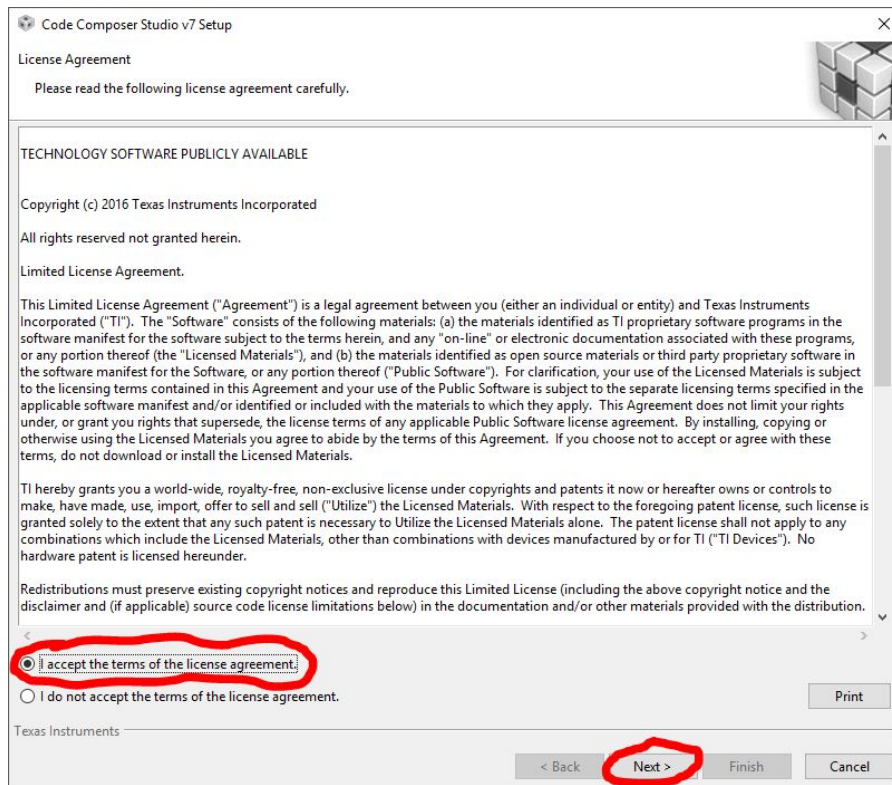 Code Composer Studio v7 Setup
License Agreement
Please read the following license agreement carefully.
TECHNOLOGY SOFTWARE PUBLICLY AVAILABLE
Copyright (c) 2016 Texas Instruments Incorporated
All rights reserved not granted herein.
Limited License Agreement.
This Limited License Agreement ("Agreement") is a legal agreement between you (either an individual or entity) and Texas Instruments
Incorporated ("TI").  The "Software" consists of the following materials: (a) the materials identified as TI proprietary software programs in the
software manifest for the software subject to the terms herein, and any "on-line" or electronic documentation associated with these programs,
or any portion thereof (the "Licensed Materials"), and (b) the materials identified as open source materials or third party proprietary software in
the software manifest for the Software, or any portion thereof ("Public Software").  For clarification, your use of the Licensed Materials is subject
to the licensing terms contained in this Agreement and your use of the Public Software is subject to the separate licensing terms specified in the
applicable software manifest and/or identified or included with the materials to which they apply.  This Agreement does not limit your rights
under, or grant you rights that supersede, the license terms of any applicable Public Software license agreement.  By installing, copying or
otherwise using the Licensed Materials you agree to abide by the terms of this Agreement.  If you choose not to accept or agree with these
terms, do not download or install the Licensed Materials.
TI hereby grants you a world-wide, royalty-free, non-exclusive license under copyrights and patents it now or hereafter owns or controls to
make, have made, use, import, offer to sell and sell ("Utilize") the Licensed Materials.  With respect to the foregoing patent license, such license is
granted solely to the extent that any such patent is necessary to Utilize the Licensed Materials alone.  The patent license shall not apply to any
combinations which include the Licensed Materials, other than combinations with devices manufactured by or for TI ("TI Devices").  No
hardware patent is licensed hereunder.
Redistributions must preserve existing copyright notices and reproduce this Limited License (including the above copyright notice and the
disclaimer and (if applicable) source code license limitations below) in the documentation and/or other materials provided with the distribution.
I accept the terms of the license agreement.
I do not accept the terms of the license agreement.
Print
Texas Instruments
< Back
Next >
Finish
Cancel